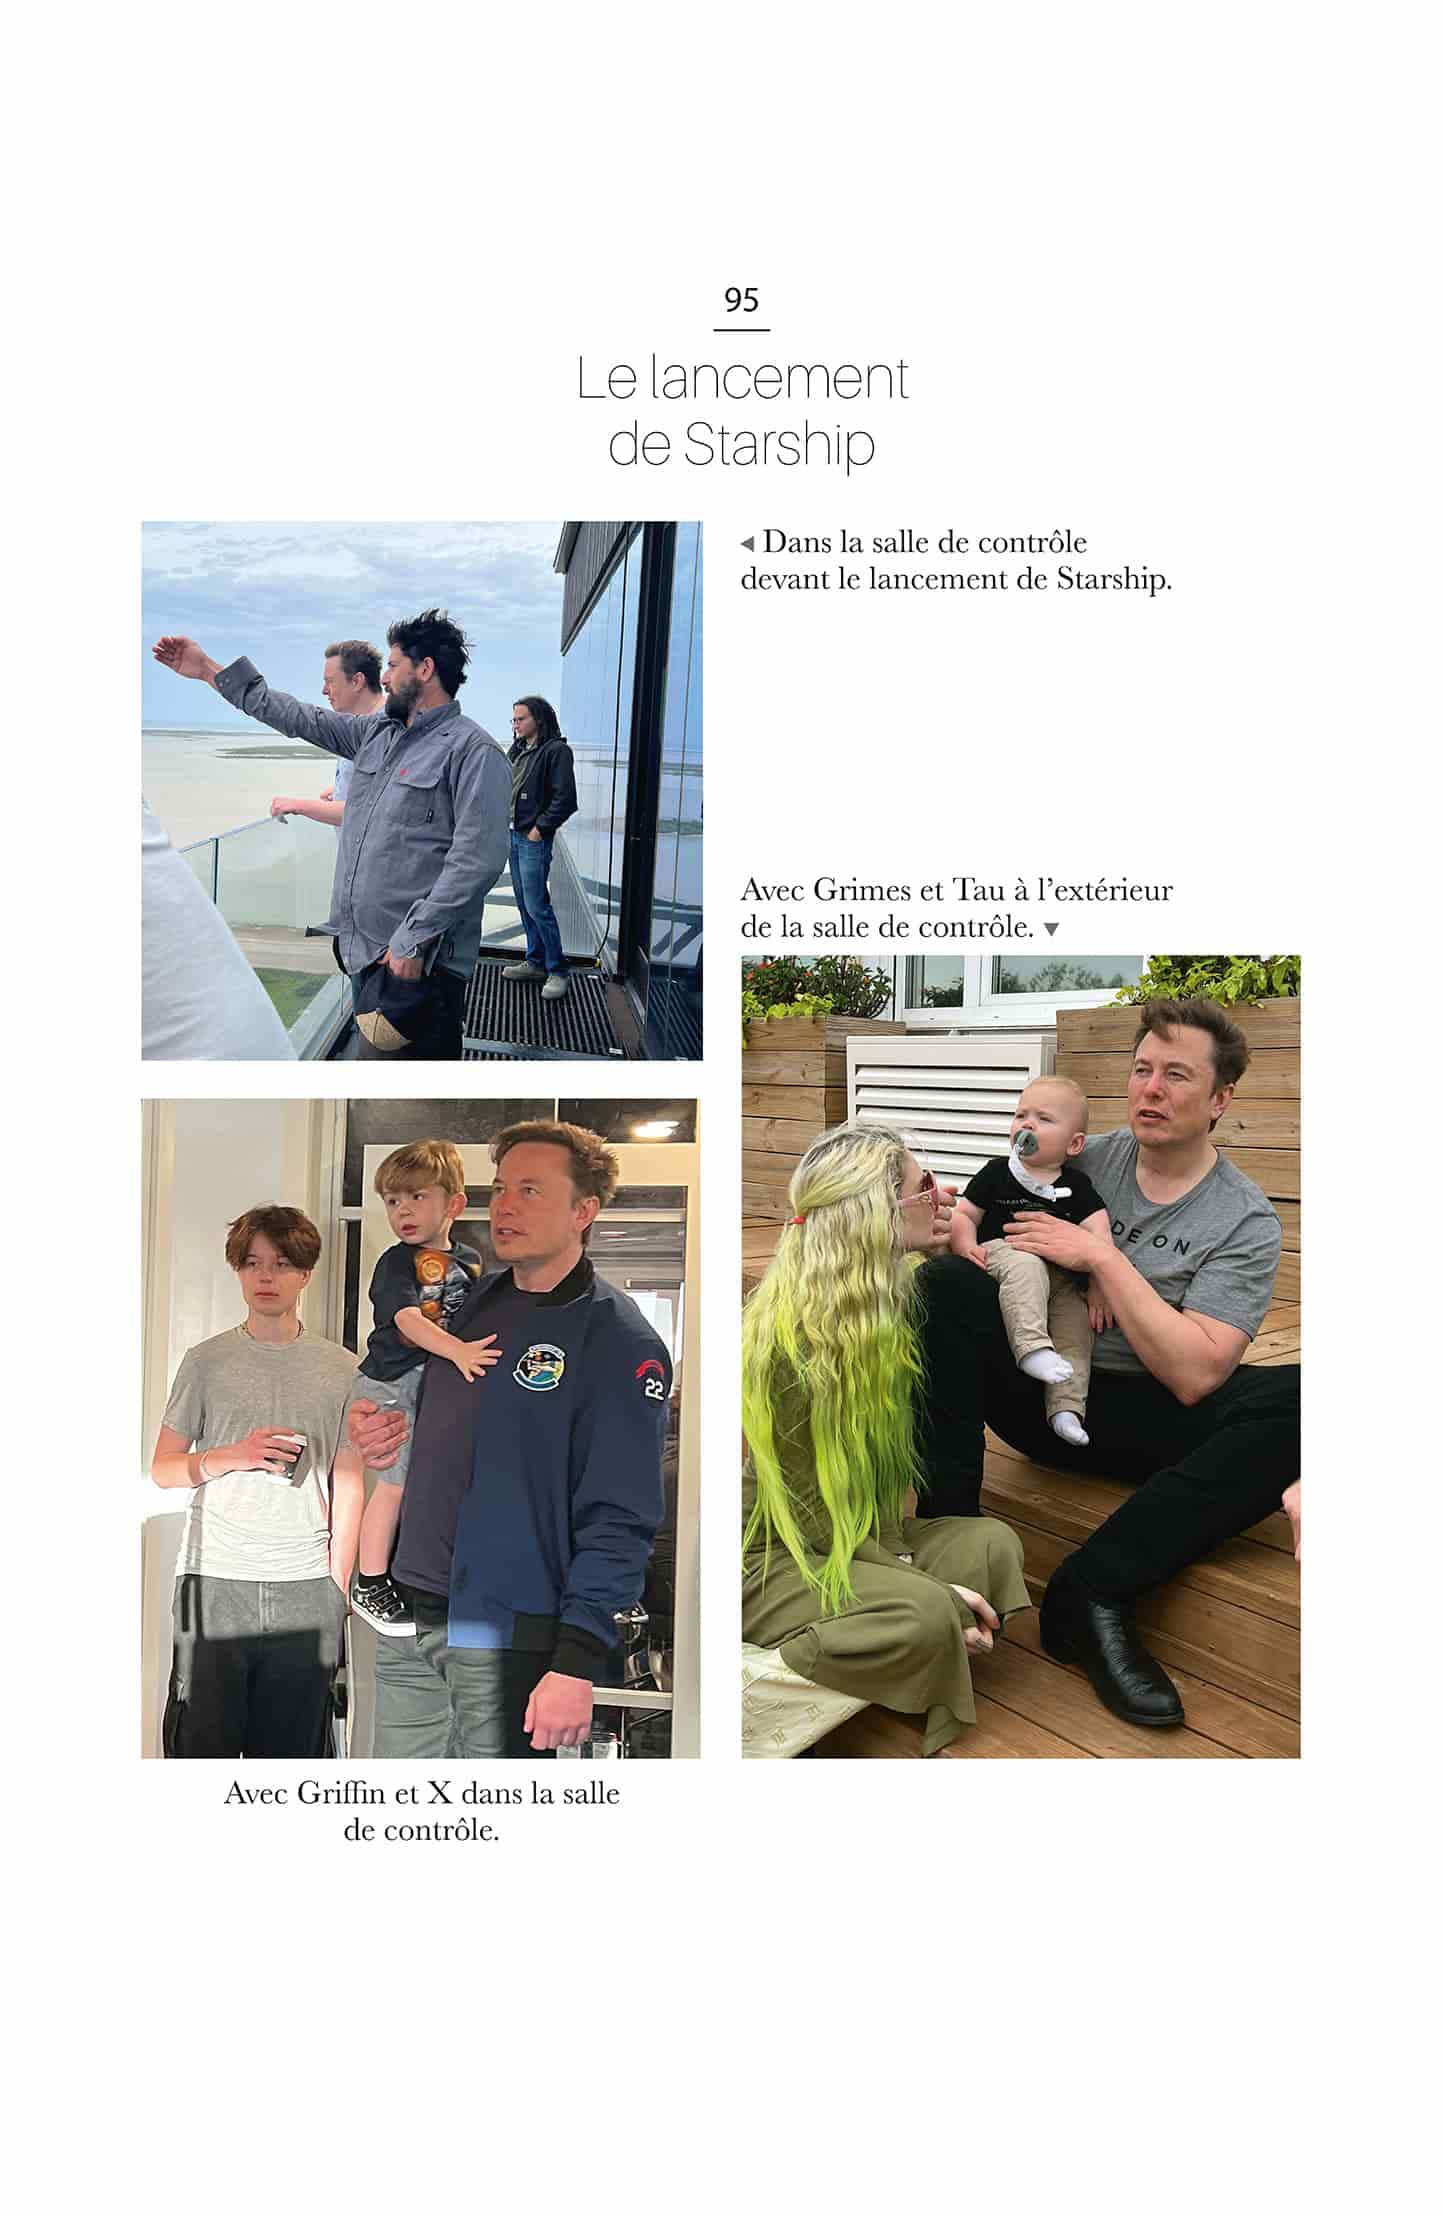 95
Le lancement
de Starship
◂ Dans la salle de contrôle
devant le lancement de Starship.
Avec Grimes et Tau à l’extérieur
de la salle de contrôle. ▾
DE ON
22
Avec Griffin et X dans la salle
de contrôle.